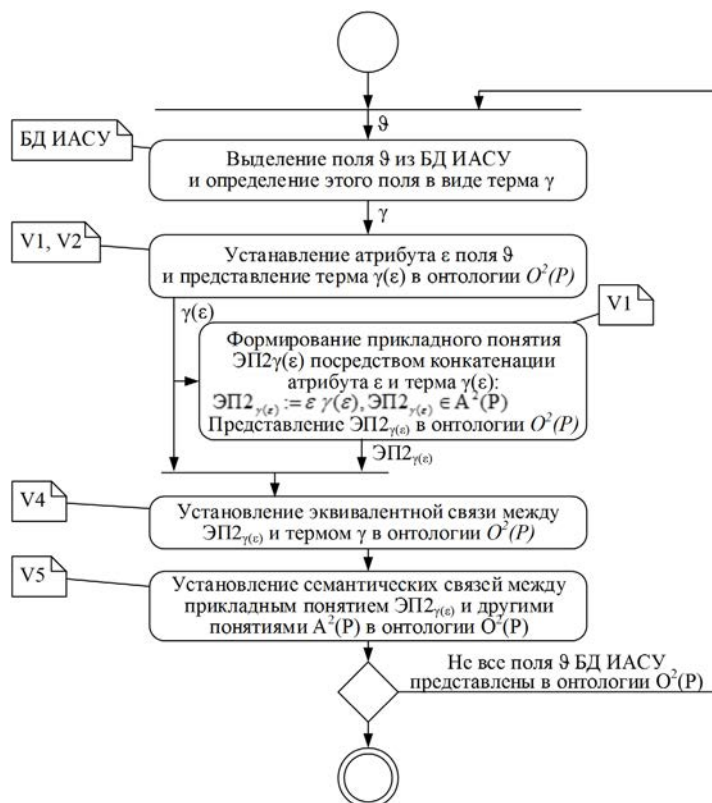 ϑ
БД ИАСУ
Выделение поля ϑ из БД ИАСУ
и определение этого поля в виде терма γ
γ
V1, V2
Устанавление атрибута ε поля ϑ
и представление терма γ(ε) в онтологии O²(P)
γ(ε)
V1
Формирование прикладного понятия
ЭП2γ(ε) посредством конкатенации
атрибута ε и терма γ(ε):
ЭП2γ(ε) := ε γ(ε), ЭП2γ(ε) ∈ A²(P)
Представление ЭП2γ(ε) в онтологии O²(P)
ЭП2γ(ε)
V4
Установление эквивалентной связи между
ЭП2γ(ε) и термом γ в онтологии O²(P)
V5
Установление семантических связей между
прикладным понятием ЭП2γ(ε) и другими
понятиями A²(P) в онтологии O²(P)
Не все поля ϑ БД ИАСУ
представлены в онтологии O²(P)